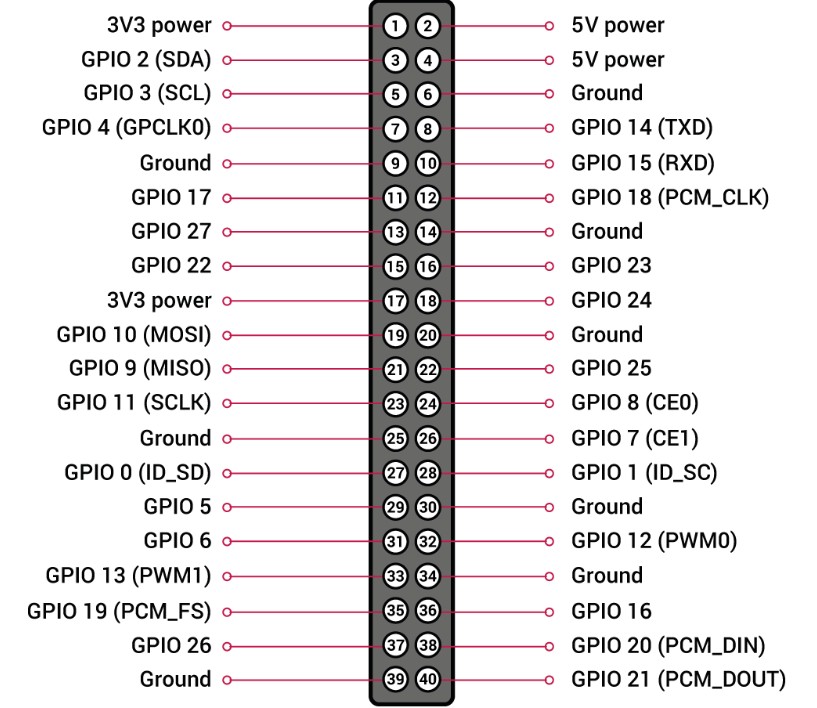 3V3 power 1 2 5V power
GPIO 2 (SDA) 3 4 5V power
GPIO 3 (SCL) 5 6 Ground
GPIO 4 (GPCLK0) 7 8 GPIO 14 (TXD)
Ground 9 10 GPIO 15 (RXD)
GPIO 17 11 12 GPIO 18 (PCM_CLK)
GPIO 27 13 14 Ground
GPIO 22 15 16 GPIO 23
3V3 power 17 18 GPIO 24
GPIO 10 (MOSI) 19 20 Ground
GPIO 9 (MISO) 21 22 GPIO 25
GPIO 11 (SCLK) 23 24 GPIO 8 (CE0)
Ground 25 26 GPIO 7 (CE1)
GPIO 0 (ID_SD) 27 28 GPIO 1 (ID_SC)
GPIO 5 29 30 Ground
GPIO 6 31 32 GPIO 12 (PWM0)
GPIO 13 (PWM1) 33 34 Ground
GPIO 19 (PCM_FS) 35 36 GPIO 16
GPIO 26 37 38 GPIO 20 (PCM_DIN)
Ground 39 40 GPIO 21 (PCM_DOUT)